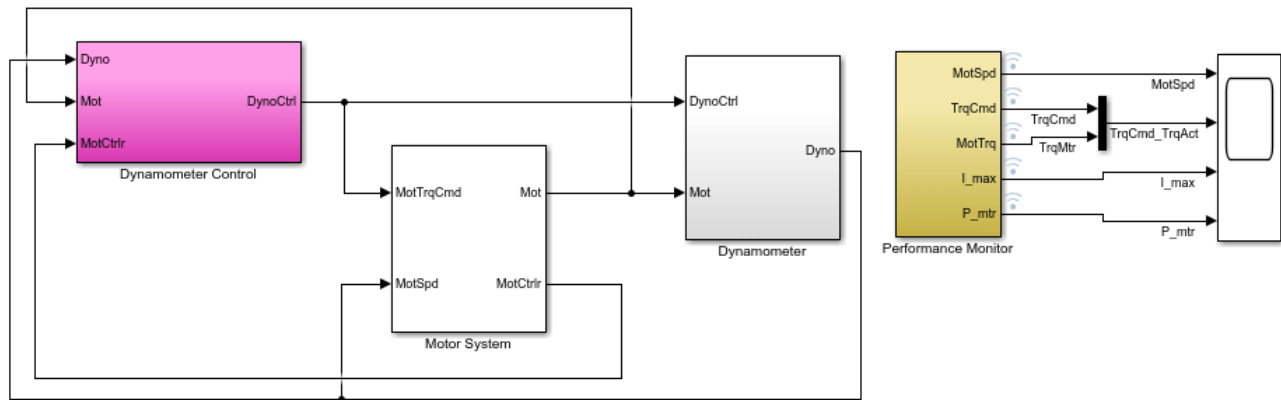 Dyno
Mot
MotCtrlr
DynoCtrl
Dynamometer Control
MotTrqCmd
MotSpd
Mot
MotCtrlr
Motor System
DynoCtrl
Mot
Dyno
Dynamometer
MotSpd
TrqCmd
MotTrq
I_max
P_mtr
Performance Monitor
MotSpd
TrqCmd
TrqMtr
TrqCmd_TrqAct
I_max
P_mtr